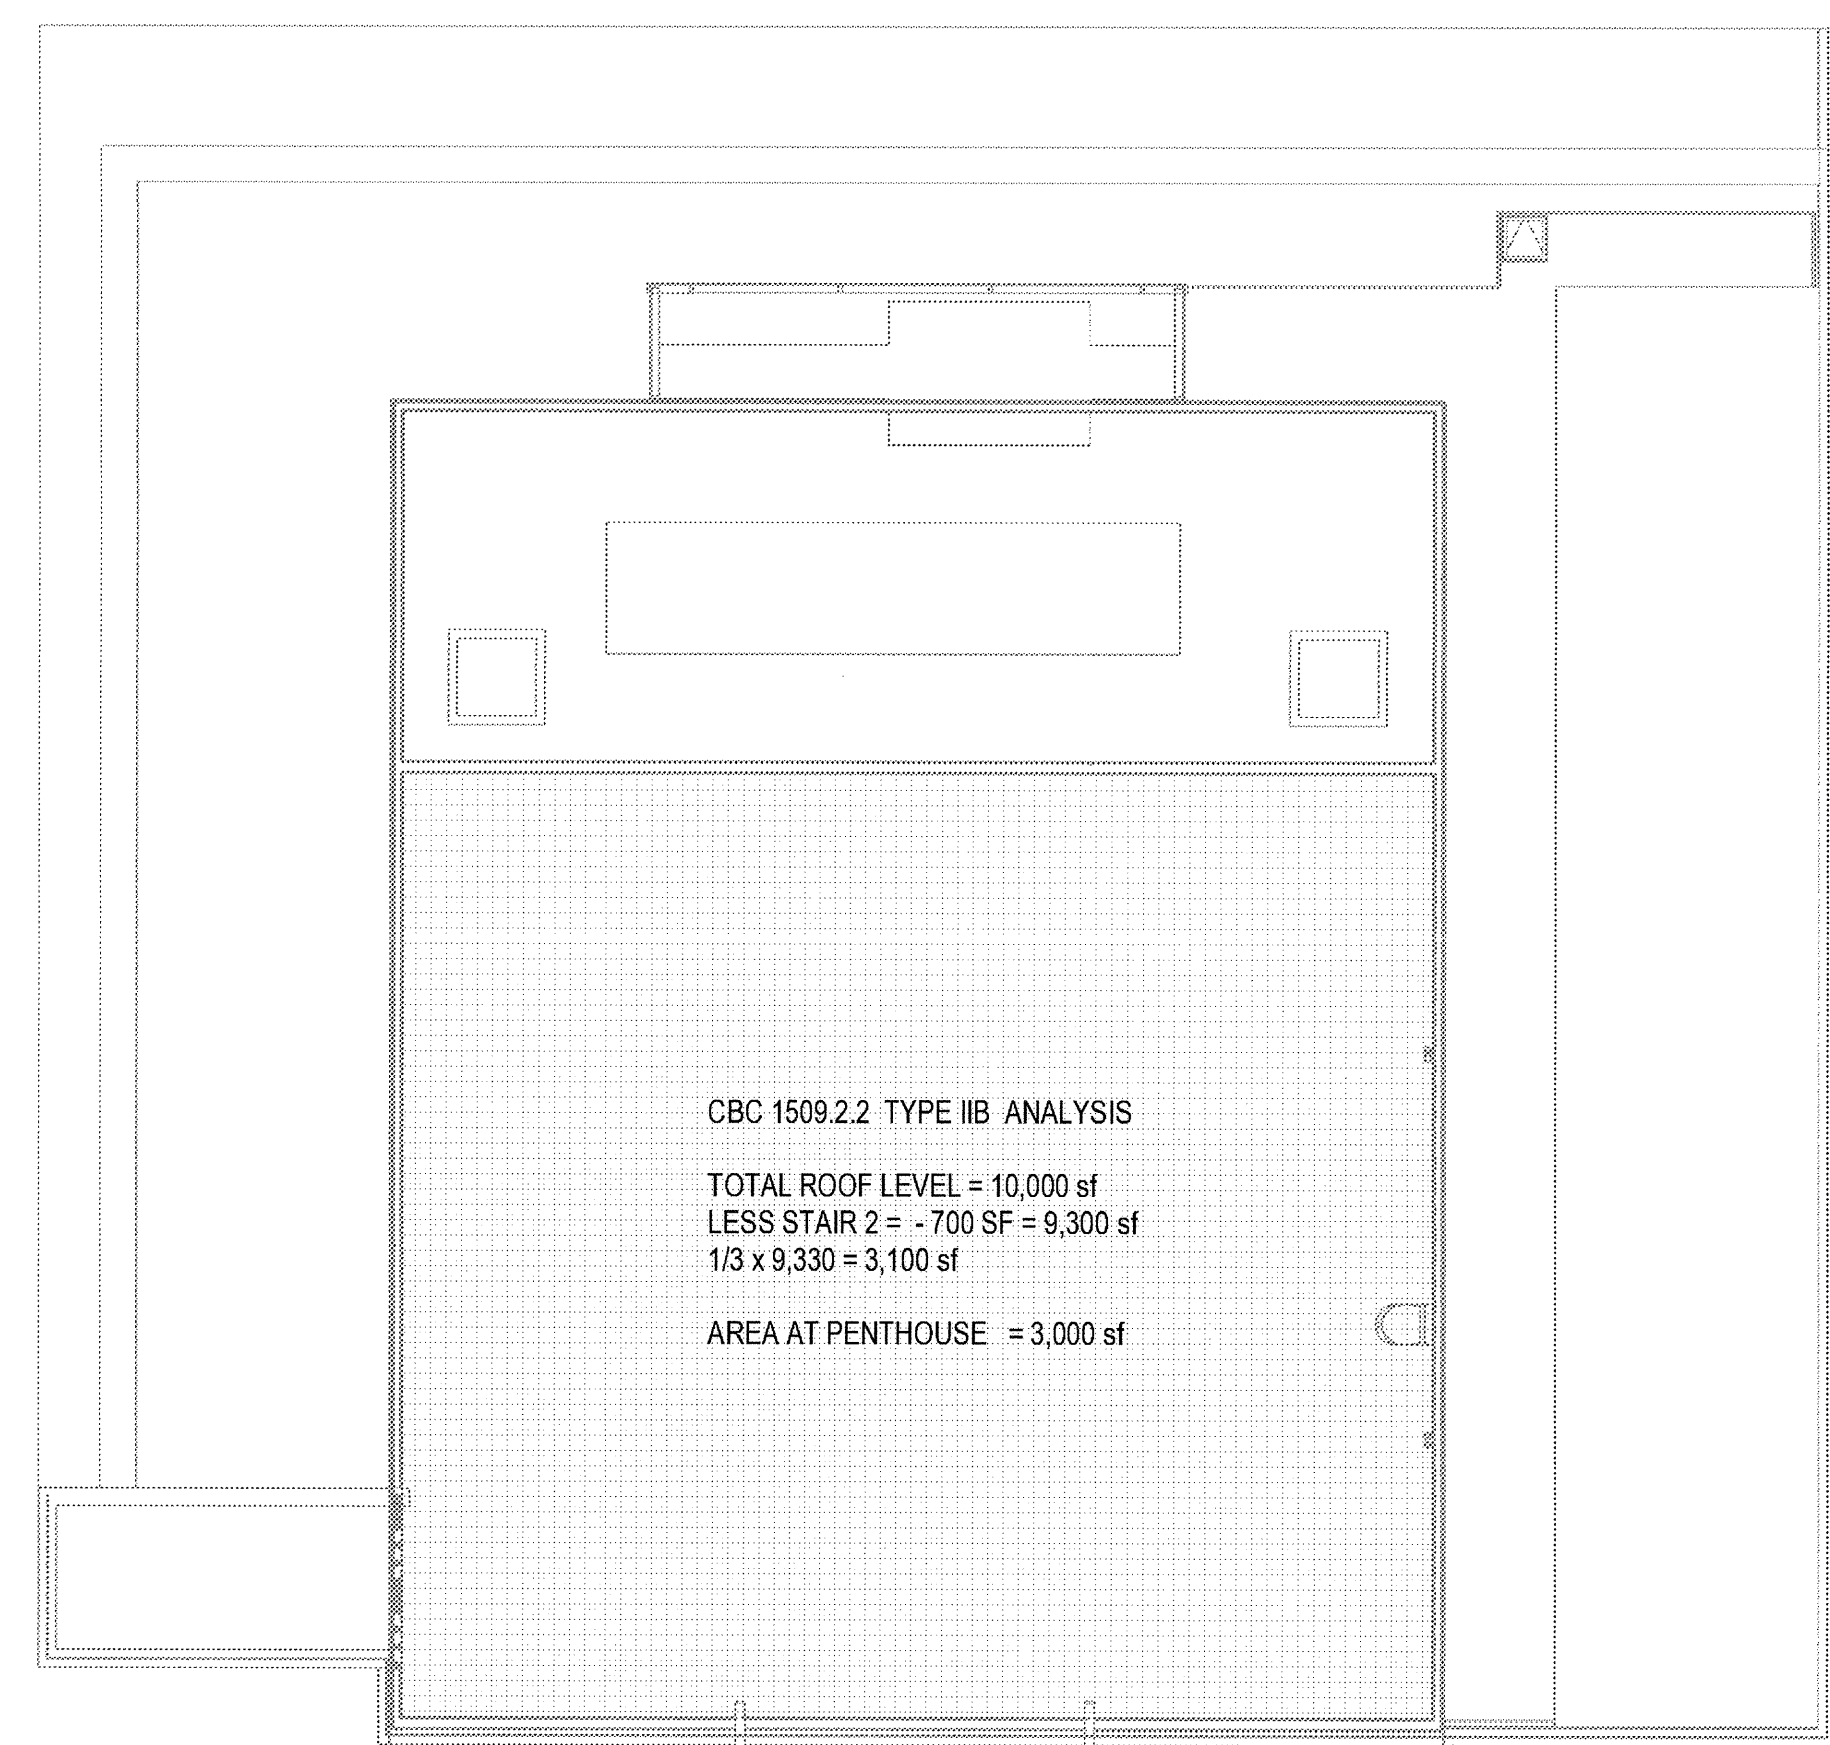 CBC 1509.2.2 TYPE IIB ANALYSIS
TOTAL ROOF LEVEL = 10,000 sf
LESS STAIR 2 = - 700 SF = 9,300 sf
1/3 x 9,330 = 3,100 sf
AREA AT PENTHOUSE = 3,000 sf